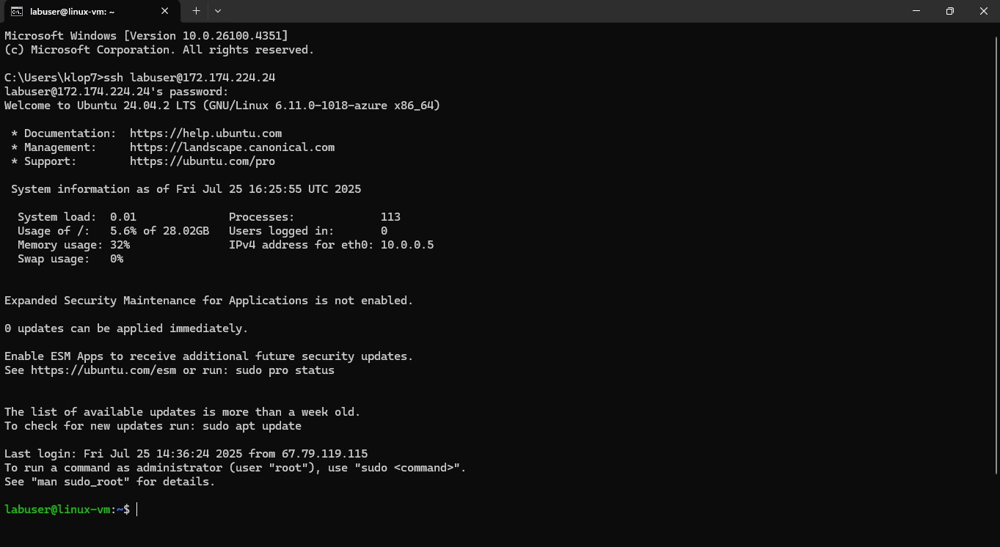 labuser@linux-vm: ~
Microsoft Windows [Version 10.0.26100.4351]
(c) Microsoft Corporation. All rights reserved.
C:\Users\klop7>ssh labuser@172.174.224.24
labuser@172.174.224.24's password:
Welcome to Ubuntu 24.04.2 LTS (GNU/Linux 6.11.0-1018-azure x86_64)
* Documentation:  https://help.ubuntu.com
* Management:     https://landscape.canonical.com
* Support:        https://ubuntu.com/pro
System information as of Fri Jul 25 16:25:55 UTC 2025
System load:  0.01              Processes:             113
Usage of /:   5.6% of 28.02GB   Users logged in:       0
Memory usage: 32%               IPv4 address for eth0: 10.0.0.5
Swap usage:   0%
Expanded Security Maintenance for Applications is not enabled.
0 updates can be applied immediately.
Enable ESM Apps to receive additional future security updates.
See https://ubuntu.com/esm or run: sudo pro status
The list of available updates is more than a week old.
To check for new updates run: sudo apt update
Last login: Fri Jul 25 14:36:24 2025 from 67.79.119.115
To run a command as administrator (user "root"), use "sudo <command>".
See "man sudo_root" for details.
labuser@linux-vm:~$